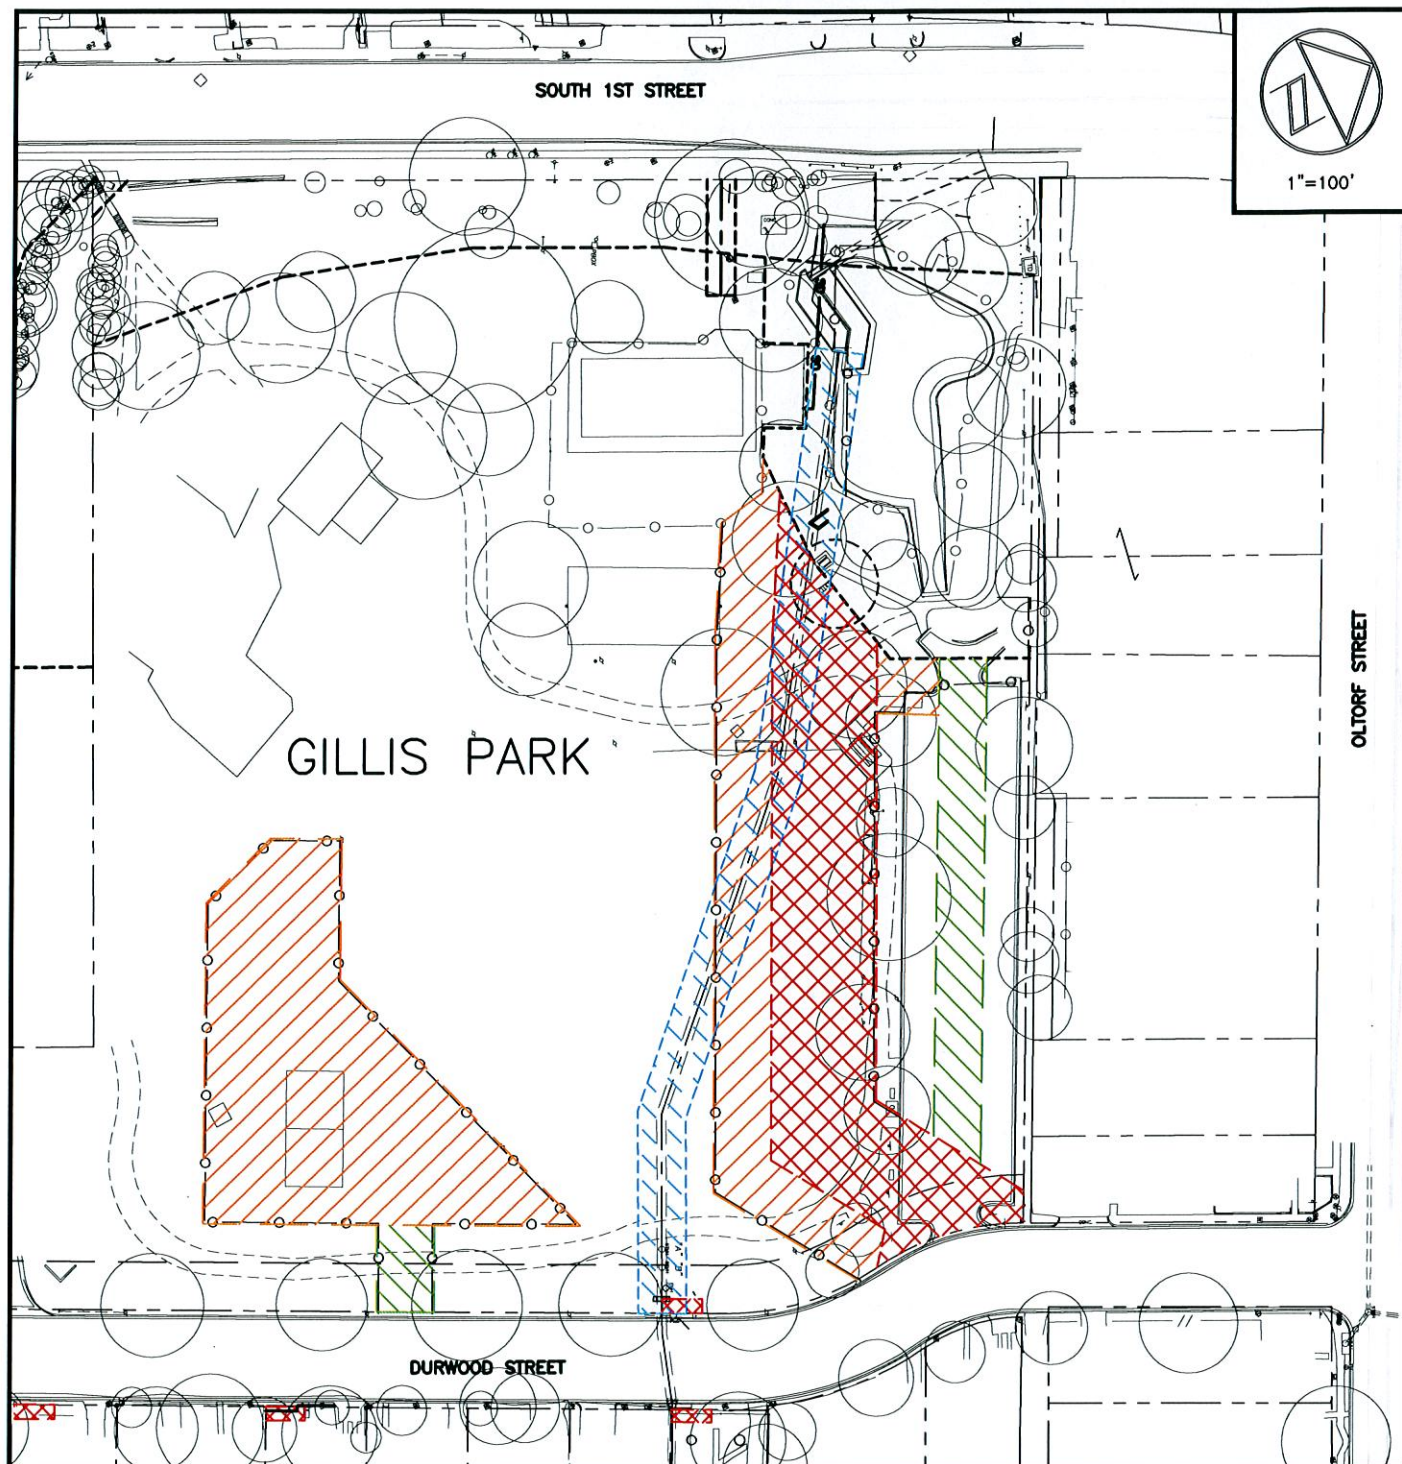 SOUTH 1ST STREET
1"=100'
OLTORF STREET
GILLIS PARK
DURWOOD STREET